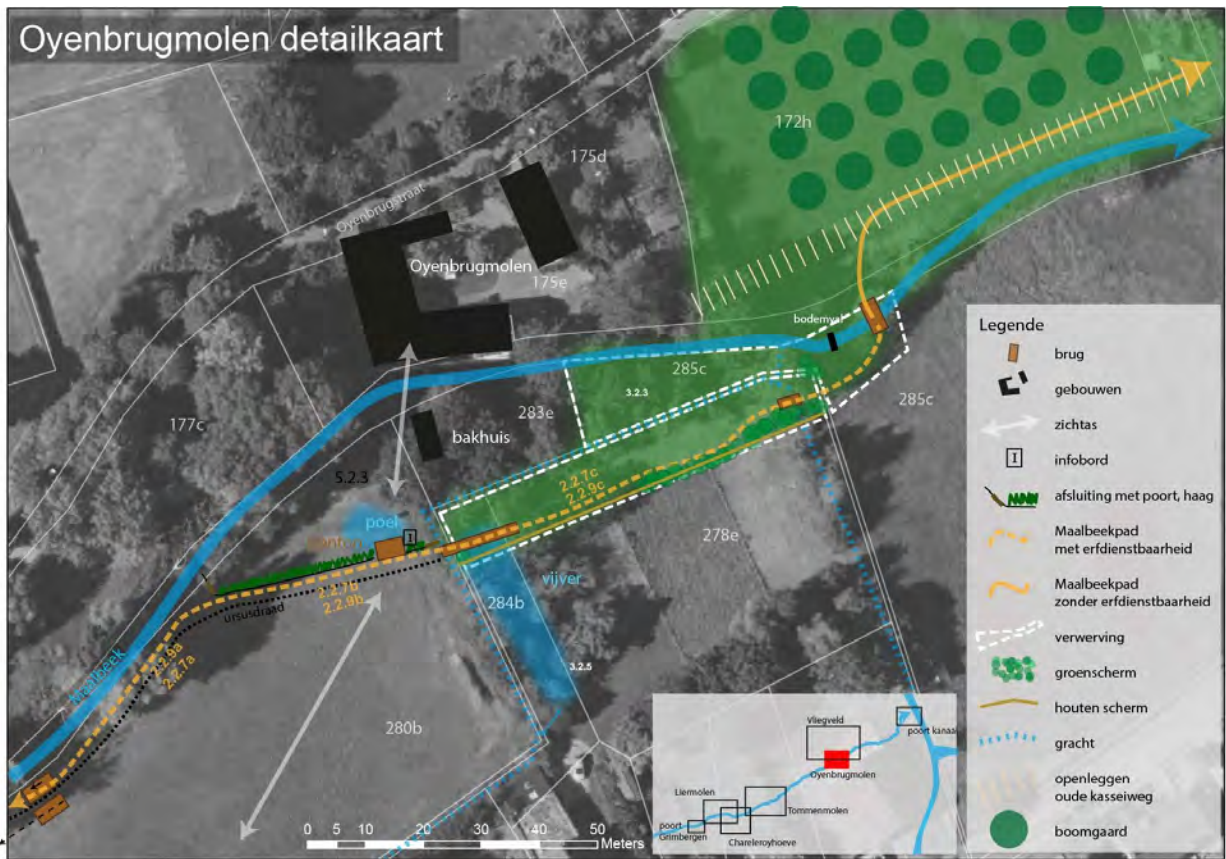 Oyenbrugmolen detailkaart
172h
175d
Oyenbrugstraat
Oyenbrugmolen
175e
bodemval
285c
3.2.3
283e
285c
177c
bakhuis
5.2.3
poel
ponton
I
2.2.7c
2.2.9c
278e
vijver
284b
ursusdraad
2.2.7b
2.2.9b
3.2.5
Maalbeek
2.2.9a
2.2.7a
280b
0 5 10 20 30 40 50
Meters
Legende
brug
gebouwen
zichtas
I infobord
afsluiting met poort, haag
Maalbeekpad
met erfdienstbaarheid
Maalbeekpad
zonder erfdienstbaarheid
verwerving
groenscherm
houten scherm
gracht
openleggen
oude kasseiweg
boomgaard
Vliegveld
poort kanaal
Oyenbrugmolen
Liermolen
Tommenmolen
poort
Grimbergen
Chareleroyhoeve